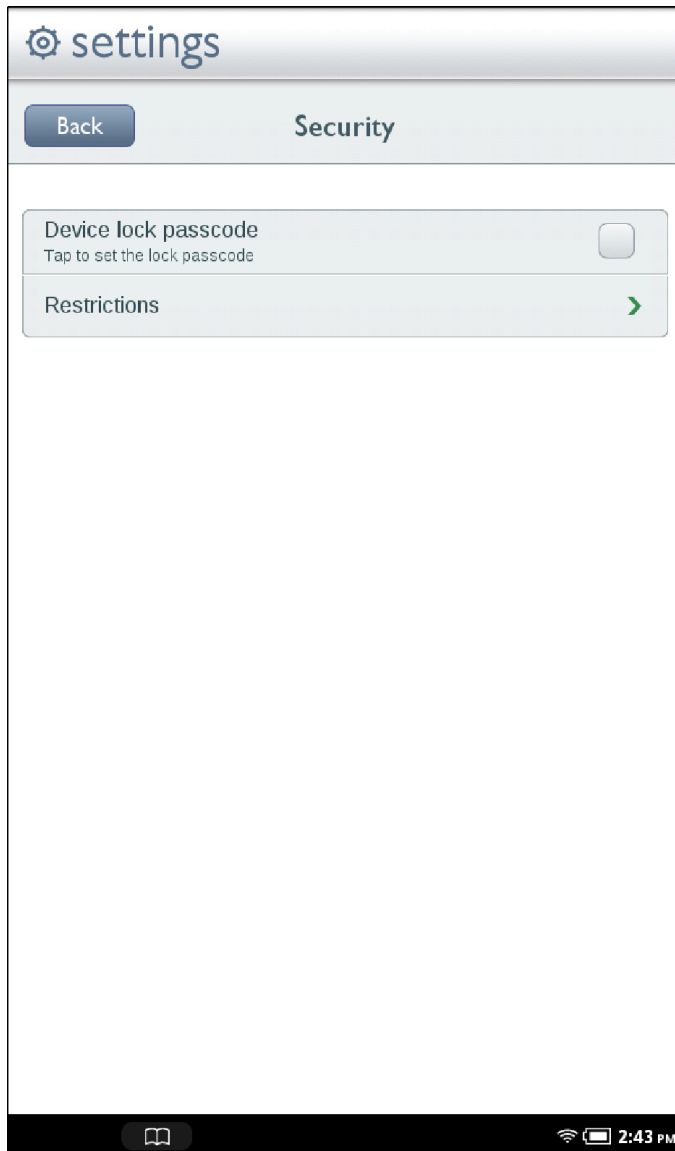 settings
Back
Security
Device lock passcode
Tap to set the lock passcode
Restrictions
2:43 PM